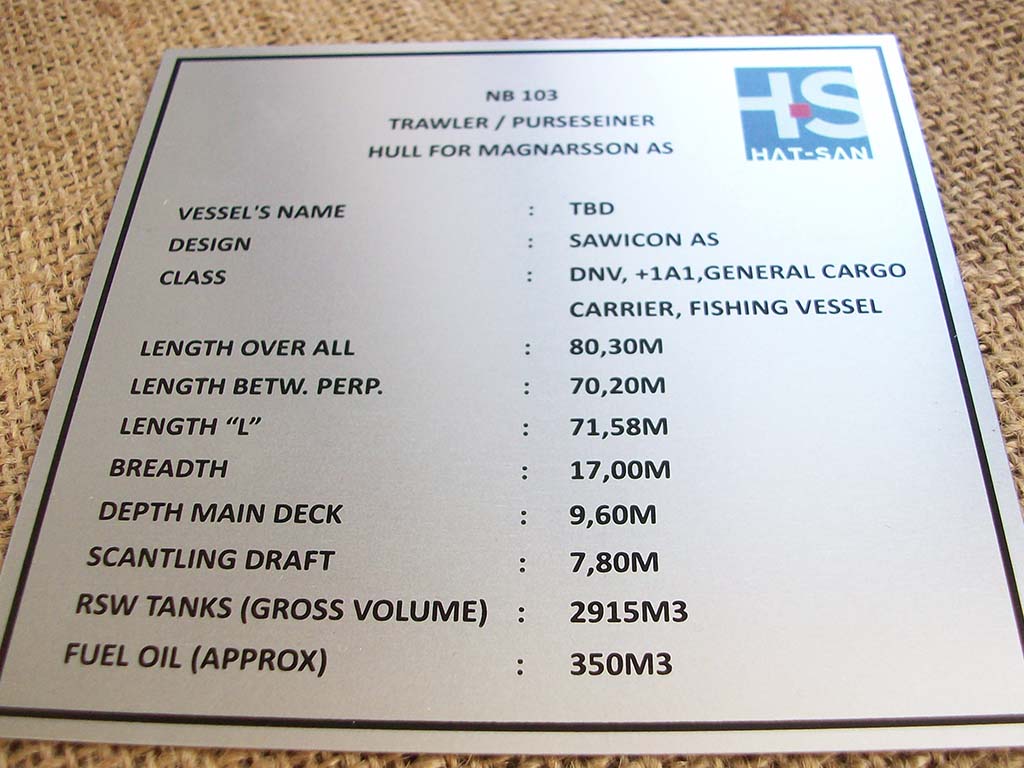 NB 103
TRAWLER / PURSESEINER
HULL FOR MAGNARSSON AS
HS
HAT-SAN
VESSEL'S NAME : TBD
DESIGN : SAWICON AS
CLASS : DNV, +1A1,GENERAL CARGO
CARRIER, FISHING VESSEL
LENGTH OVER ALL : 80,30M
LENGTH BETW. PERP. : 70,20M
LENGTH “L” : 71,58M
BREADTH : 17,00M
DEPTH MAIN DECK : 9,60M
SCANTLING DRAFT : 7,80M
RSW TANKS (GROSS VOLUME) : 2915M3
FUEL OIL (APPROX) : 350M3